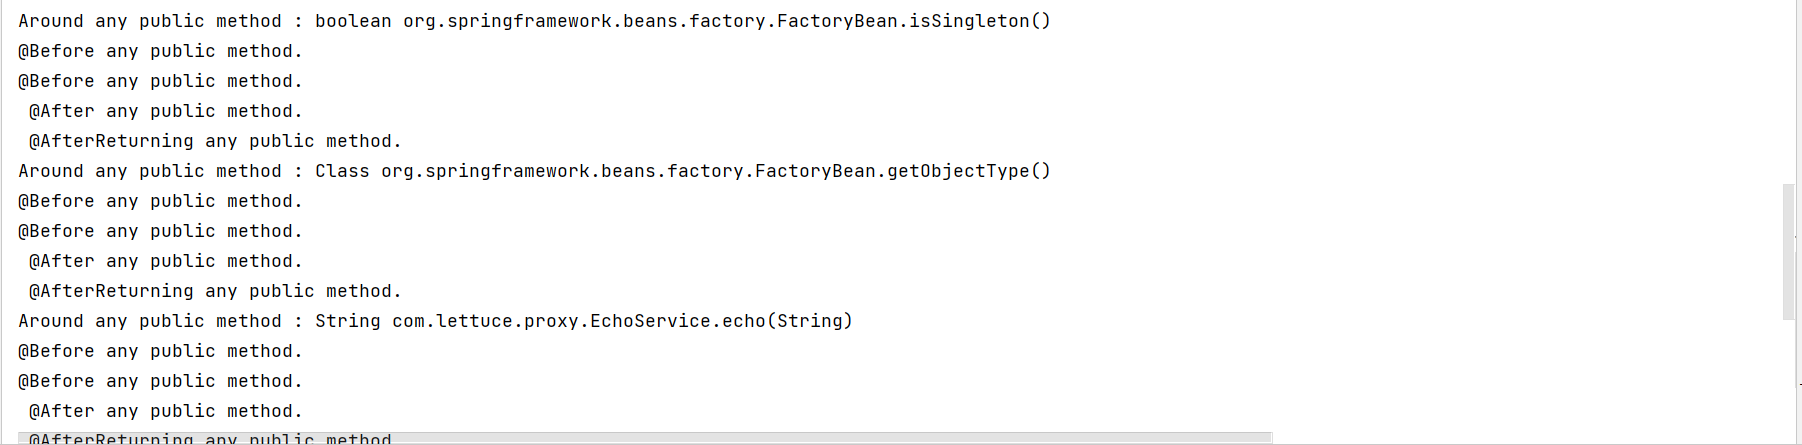 Around any public method : boolean org.springframework.beans.factory.FactoryBean.isSingleton()
@Before any public method.
@Before any public method.
@After any public method.
@AfterReturning any public method.
Around any public method : Class org.springframework.beans.factory.FactoryBean.getObjectType()
@Before any public method.
@Before any public method.
@After any public method.
@AfterReturning any public method.
Around any public method : String com.lettuce.proxy.EchoService.echo(String)
@Before any public method.
@Before any public method.
@After any public method.
@AfterReturning any public method